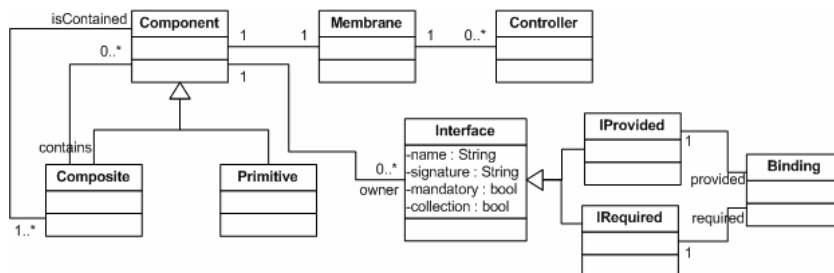 isContained
Component
Membrane
Controller
0..*
1
1
1
0..*
1
contains
Composite
Primitive
1..*
Interface
-name : String
-signature : String
-mandatory : bool
-collection : bool
0..*
owner
IProvided
1
provided
Binding
IRequired
required
1